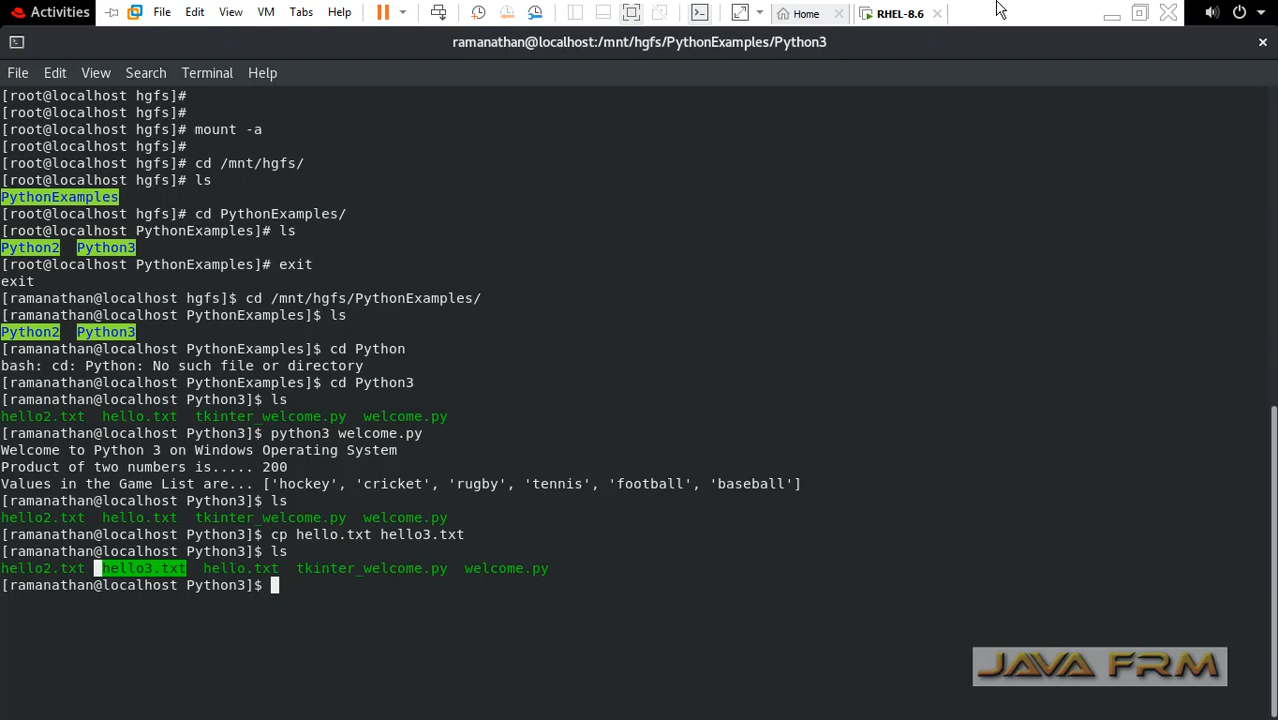 Activities File Edit View VM Tabs Help Home RHEL-8.6
ramanathan@localhost:/mnt/hgfs/PythonExamples/Python3
File Edit View Search Terminal Help
[root@localhost hgfs]#
[root@localhost hgfs]#
[root@localhost hgfs]# mount -a
[root@localhost hgfs]#
[root@localhost hgfs]# cd /mnt/hgfs/
[root@localhost hgfs]# ls
PythonExamples
[root@localhost hgfs]# cd PythonExamples/
[root@localhost PythonExamples]# ls
Python2 Python3
[root@localhost PythonExamples]# exit
exit
[ramanathan@localhost hgfs]$ cd /mnt/hgfs/PythonExamples/
[ramanathan@localhost PythonExamples]$ ls
Python2 Python3
[ramanathan@localhost PythonExamples]$ cd Python
bash: cd: Python: No such file or directory
[ramanathan@localhost PythonExamples]$ cd Python3
[ramanathan@localhost Python3]$ ls
hello2.txt hello.txt tkinter_welcome.py welcome.py
[ramanathan@localhost Python3]$ python3 welcome.py
Welcome to Python 3 on Windows Operating System
Product of two numbers is..... 200
Values in the Game List are... ['hockey', 'cricket', 'rugby', 'tennis', 'football', 'baseball']
[ramanathan@localhost Python3]$ ls
hello2.txt hello.txt tkinter_welcome.py welcome.py
[ramanathan@localhost Python3]$ cp hello.txt hello3.txt
[ramanathan@localhost Python3]$ ls
hello2.txt hello3.txt hello.txt tkinter_welcome.py welcome.py
[ramanathan@localhost Python3]$
JAVA FRM